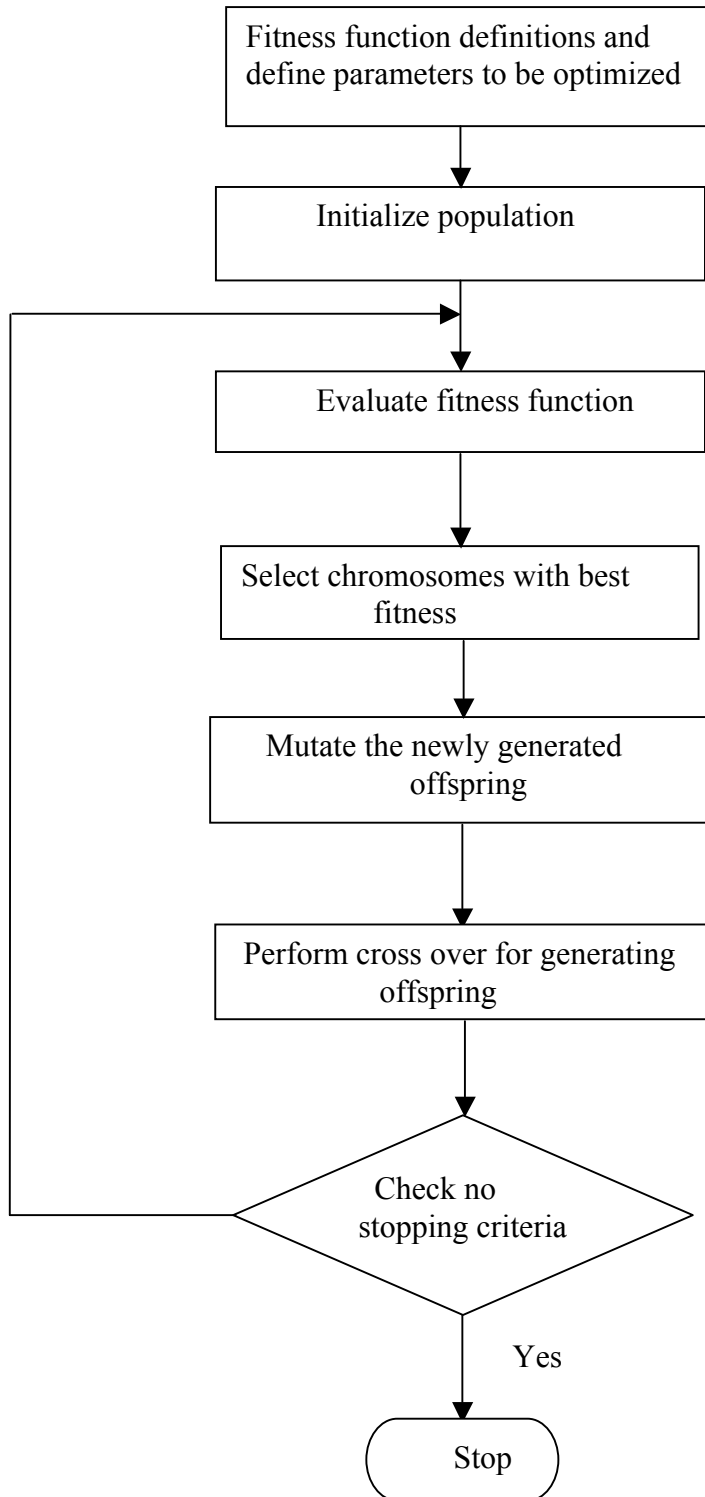 Fitness function definitions and
define parameters to be optimized
Initialize population
Evaluate fitness function
Select chromosomes with best
fitness
Mutate the newly generated
offspring
Perform cross over for generating
offspring
Check no
stopping criteria
Yes
Stop